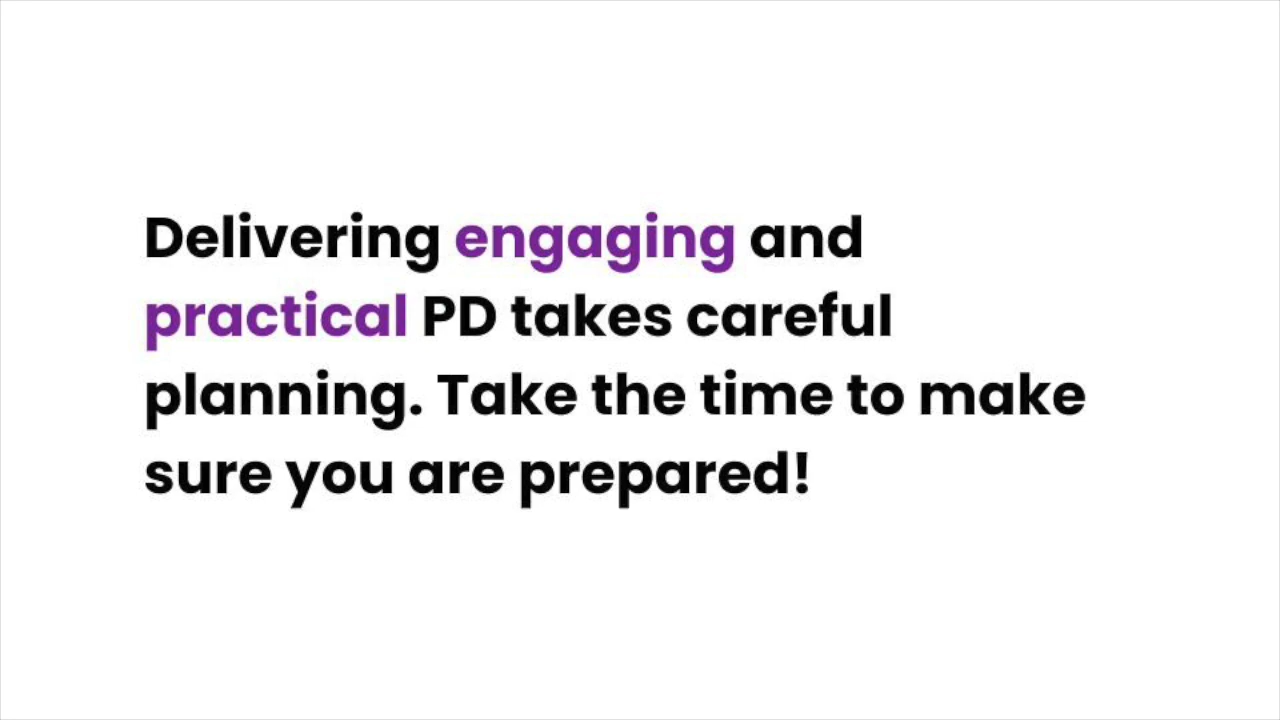 Delivering engaging and
practical PD takes careful
planning. Take the time to make
sure you are prepared!